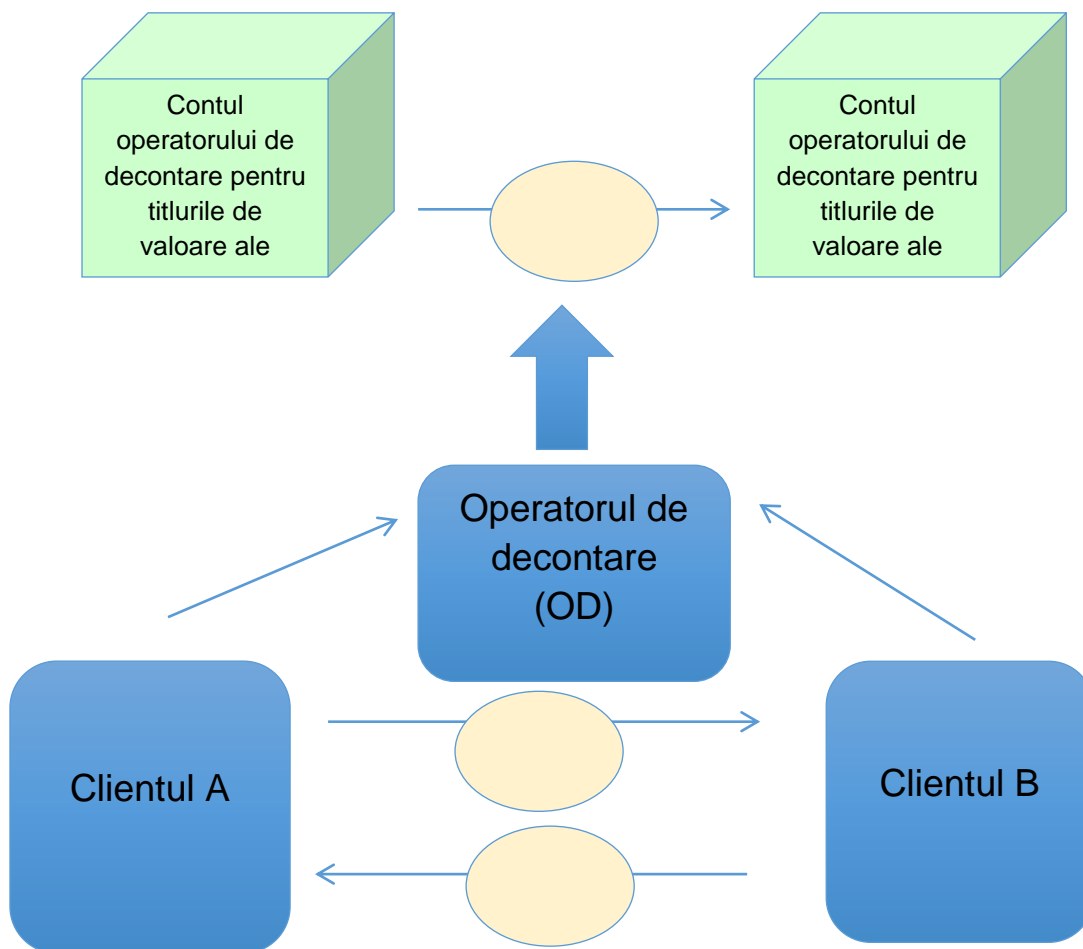 Contul
operatorului de
decontare pentru
titlurile de
valoare ale
Contul
operatorului de
decontare pentru
titlurile de
valoare ale
Operatorul de
decontare
(OD)
Clientul A
Clientul B